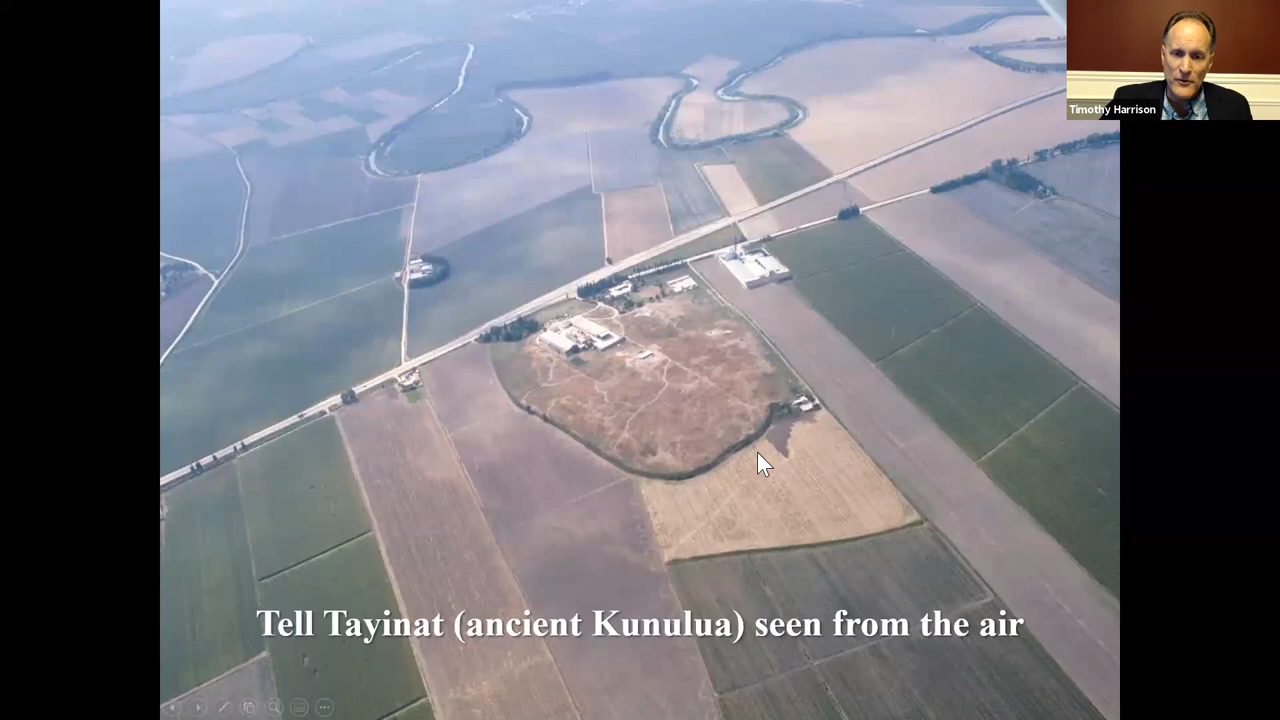 Timothy Harrison
Tell Tayinat (ancient Kunulua) seen from the air